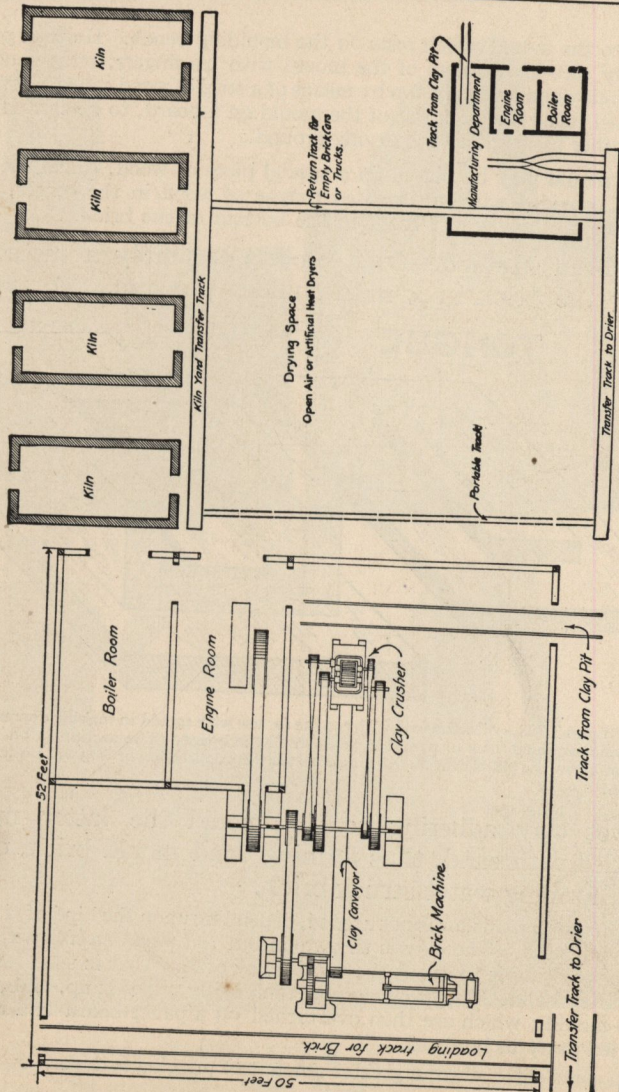 Kiln
Kiln
Kiln
Kiln
Kiln Yard Transfer Track
Return Track for
Empty Brick Cars
or Trucks.
Drying Space
Open Air or Artificial Heat Dryers
Portable Track
Track from Clay Pit
Manufacturing Department
Engine
Room
Boiler
Room
Transfer Track to Drier
52 Feet
Boiler Room
Engine Room
Clay Crusher
Clay Conveyor
Brick Machine
Track from Clay Pit
Loading track for Brick
50 Feet
Transfer Track to Drier